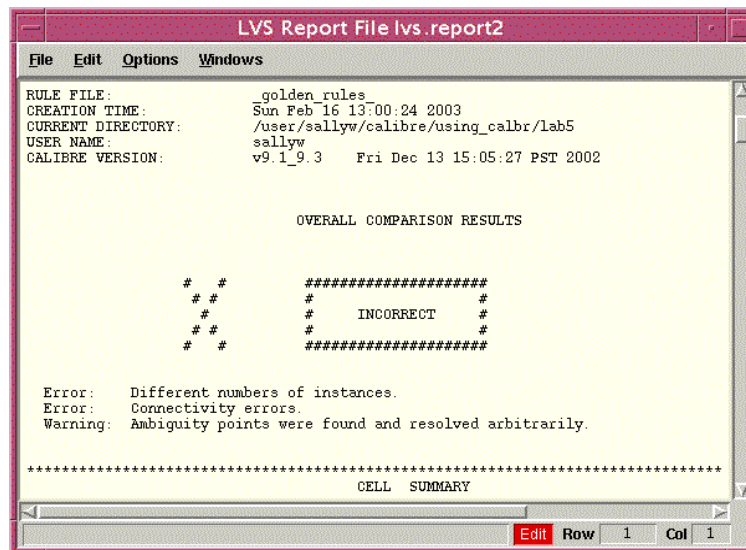 LVS Report File lvs.report2
File Edit Options Windows
RULE FILE: _golden_rules_
CREATION TIME: Sun Feb 16 13:00:24 2003
CURRENT DIRECTORY: /user/sallyw/calibre/using_calbr/lab5
USER NAME: sallyw
CALIBRE VERSION: v9.1_9.3 Fri Dec 13 15:05:27 PST 2002
OVERALL COMPARISON RESULTS
# # #####################
# # # #
# # INCORRECT #
# # # #
# # #####################
Error: Different numbers of instances.
Error: Connectivity errors.
Warning: Ambiguity points were found and resolved arbitrarily.
********************************************************************************
CELL SUMMARY
Edit Row 1 Col 1